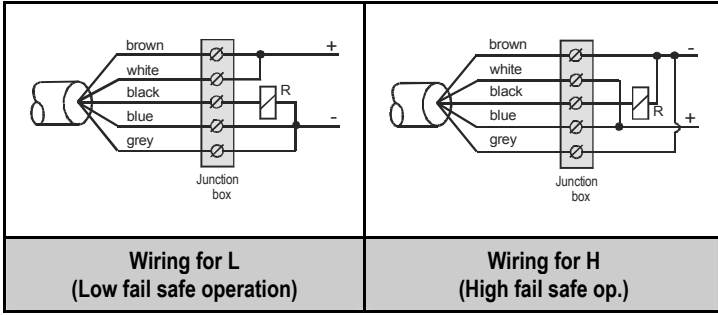 brown
white
black
blue
grey
+
R
-
Junction
box
brown
white
black
blue
grey
-
R
+
Junction
box
Wiring for L
(Low fail safe operation)
Wiring for H
(High fail safe op.)